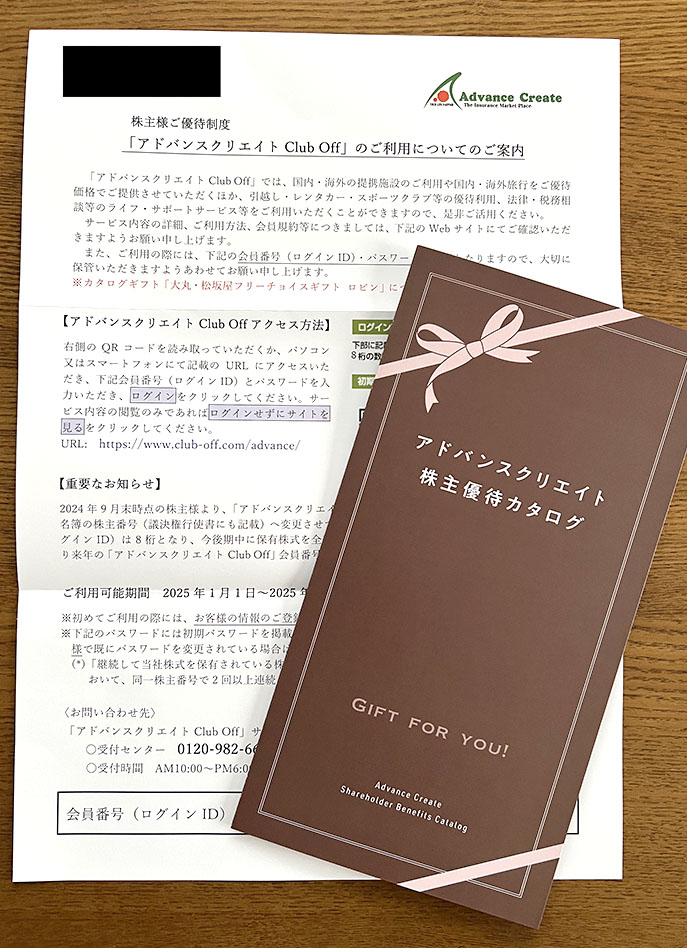 Advance Create
The Insurance Market Place
株主様ご優待制度
「アドバンスクリエイト Club Off」のご利用についてのご案内
「アドバンスクリエイト Club Off」では、国内・海外の提携施設のご利用や国内・海外旅行をご優待
価格でご提供させていただくほか、引越し・レンタカー・スポーツクラブ等の優待利用、法律・税務相
談等のライフ・サポートサービス等をご利用いただくことができますので、是非ご活用ください。
サービス内容の詳細、ご利用方法、会員規約等につきましては、下記の Web サイトにてご確認いただ
きますようお願い申し上げます。
また、ご利用の際には、下記の会員番号（ログイン ID）・パスワー
なりますので、大切に
保管いただきますようあわせてお願い申し上げます。
※カタログギフト「大丸・松坂屋フリーチョイスギフト ロビン」につ
【アドバンスクリエイト Club Off アクセス方法】
右側の QR コードを読み取っていただくか、パソコン
又はスマートフォンにて記載の URL にアクセスいた
だき、下記会員番号（ログイン ID）とパスワードを入
力いただき、ログインをクリックしてください。サー
ビス内容の閲覧のみであればログインせずにサイトを
見るをクリックしてください。
URL: https://www.club-off.com/advance/
ログイン
下部に記
8桁の数
初期
【重要なお知らせ】
2024 年 9 月末時点の株主様より、「アドバンスクリエイ
名簿の株主番号（議決権行使書にも記載）へ変更させ
グイン ID）は 8 桁となり、今後期中に保有株式を全
り来年の「アドバンスクリエイト Club Off」会員番号
ご利用可能期間 2025 年 1 月 1 日～2025
※初めてご利用の際には、お客様の情報のご登録
※下記のパスワードには初期パスワードを掲載
様で既にパスワードを変更されている場合に
(*)「継続して当社株式を保有されている株
おいて、同一株主番号で 2 回以上連続
〈お問い合わせ先〉
「アドバンスクリエイト Club Off」サ
○受付センター 0120-982-6
○受付時間 AM10:00～PM6:0
会員番号（ログイン ID）
アドバンスクリエイト
株主優待カタログ
GIFT FOR YOU!
Advance Create
Shareholder Benefits Catalog